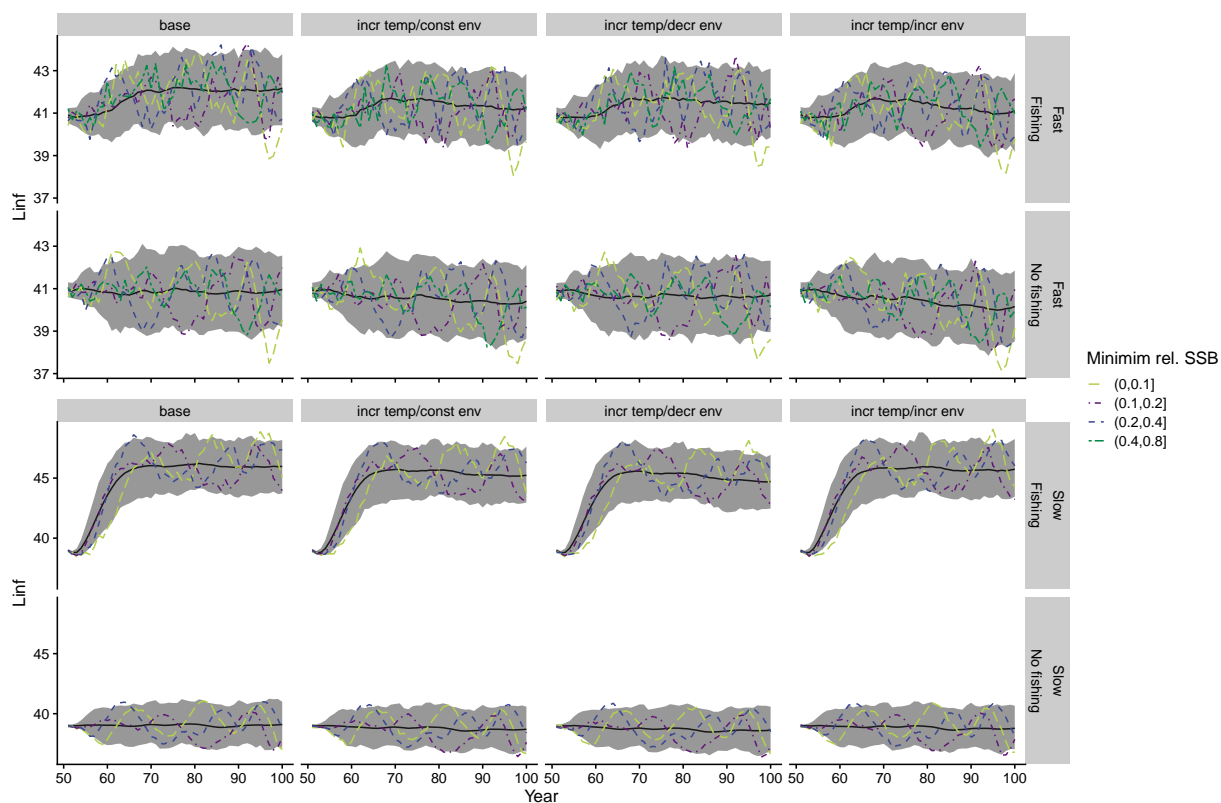 base
incr temp/const env
incr temp/decr env
incr temp/incr env
43
41
39
37
Fast
Fishing
Linf
43
41
39
37
Fast
No fishing
base
incr temp/const env
incr temp/decr env
incr temp/incr env
45
40
Slow
Fishing
Linf
45
40
Slow
No fishing
50 60 70 80 90 100
50 60 70 80 90 100
50 60 70 80 90 100
50 60 70 80 90 100
Year
Minimim rel. SSB
(0,0.1]
(0.1,0.2]
(0.2,0.4]
(0.4,0.8]